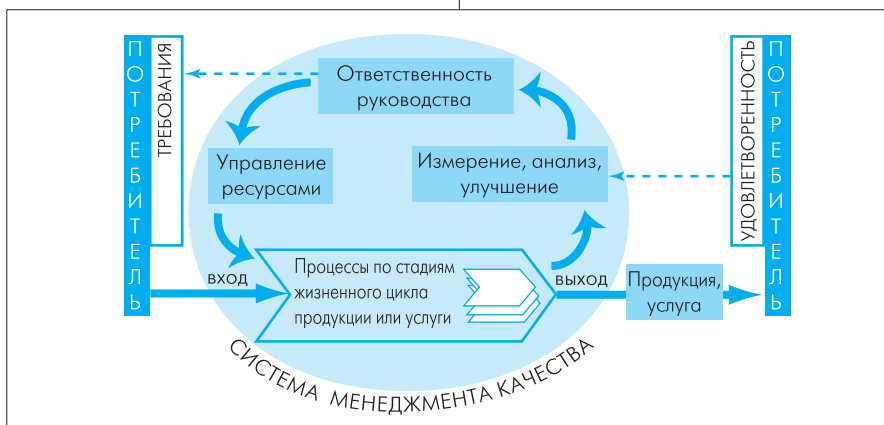 ПОТРЕБИТЕЛЬ
ТРЕБОВАНИЯ
Ответственность
руководства
Управление
ресурсами
Измерение, анализ,
улучшение
УДОВЛЕТВОРЕННОСТЬ
ПОТРЕБИТЕЛЬ
вход
Процессы по стадиям
жизненного цикла
продукции или услуги
выход
Продукция,
услуга
СИСТЕМА МЕНЕДЖМЕНТА КАЧЕСТВА